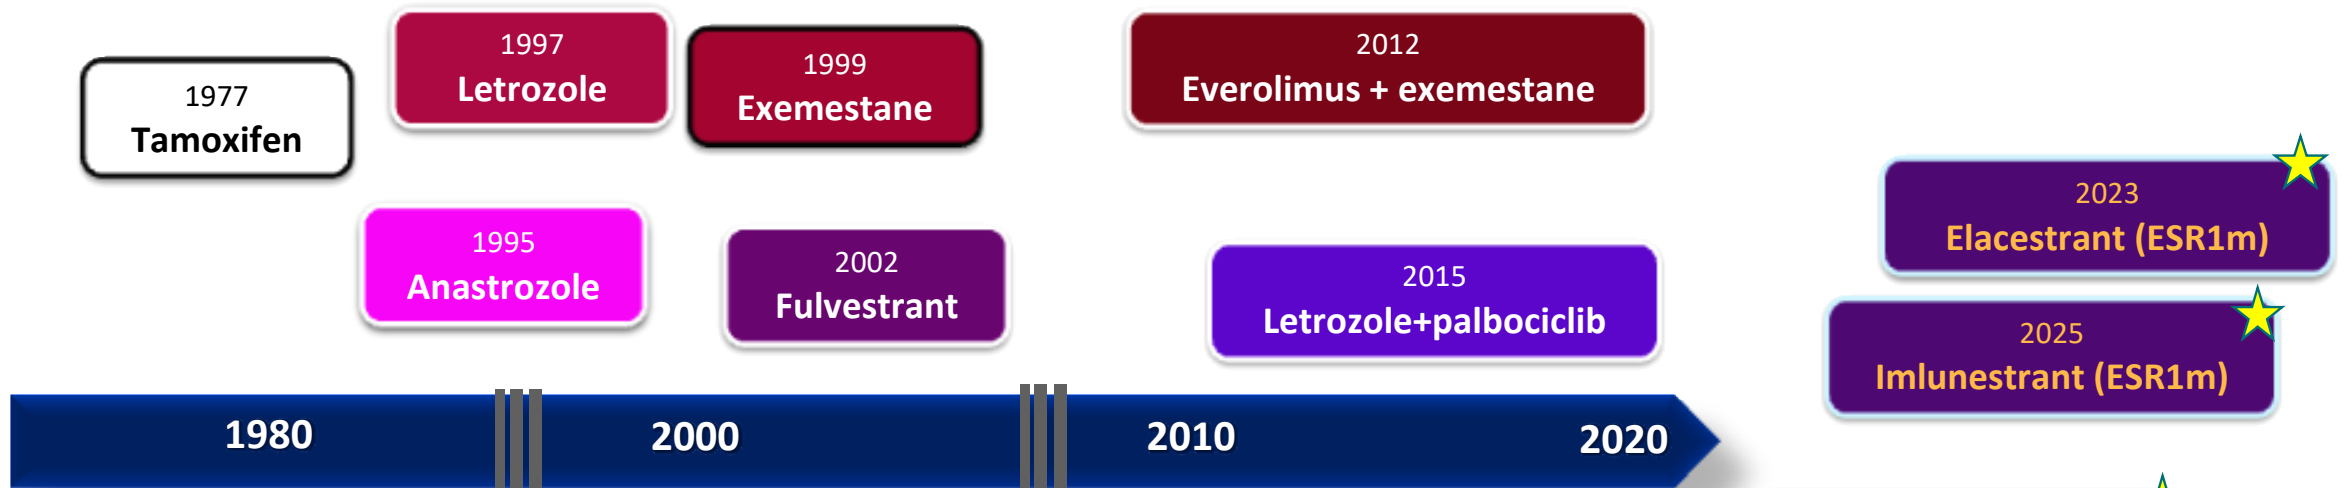 1977
Tamoxifen
1997
Letrozole
1999
Exemestane
2012
Everolimus + exemestane
1995
Anastrozole
2002
Fulvestrant
2015
Letrozole+palbociclib
2023
Elacestrant (ESR1m)
2025
Imlunestrant (ESR1m)
1980
2000
2010
2020